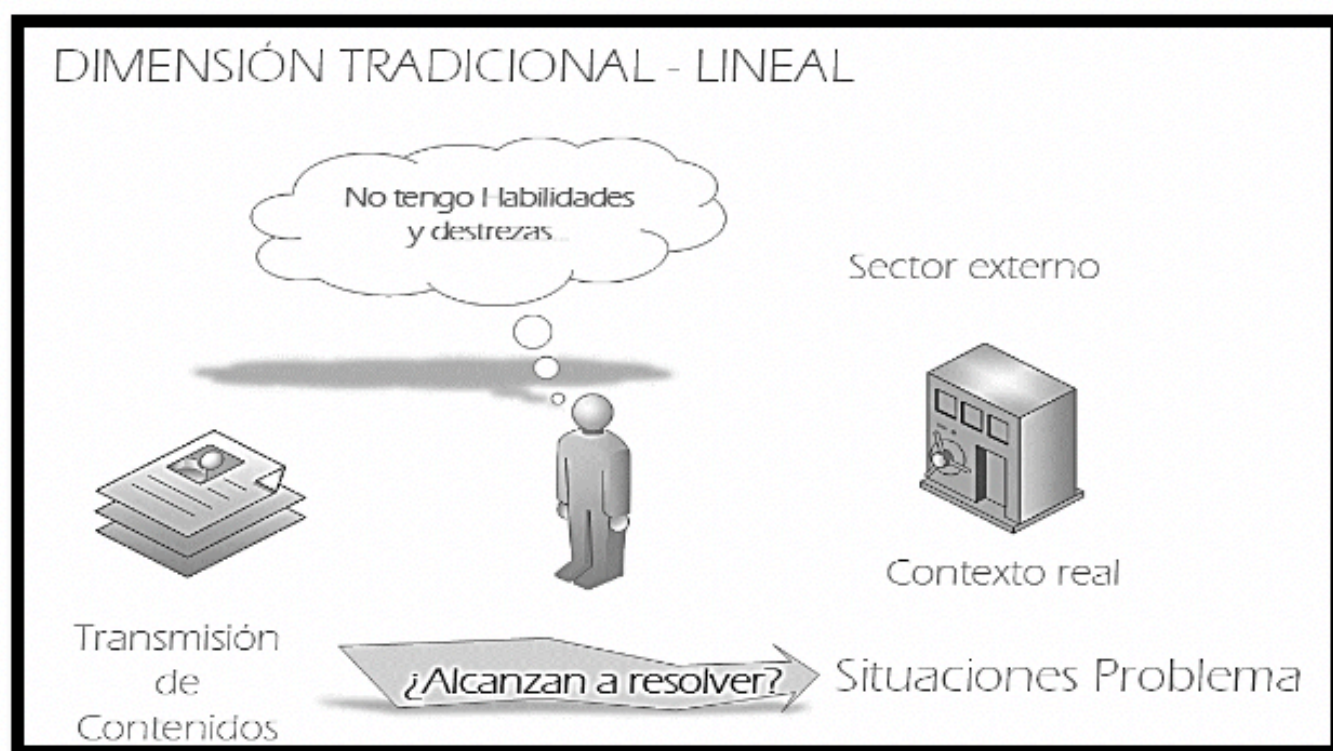 DIMENSIÓN TRADICIONAL - LINEAL
No tengo Habilidades
y destrezas...
Sector externo
Contexto real
Transmisión
de
Contenidos
¿Alcanzan a resolver?
Situaciones Problema